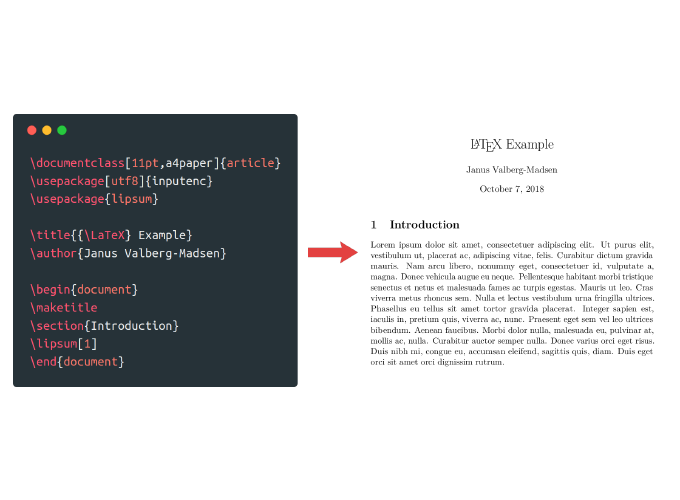 \documentclass[11pt,a4paper]{article}
\usepackage[utf8]{inputenc}
\usepackage{lipsum}
\title{{\LaTeX} Example}
\author{Janus Valberg-Madsen}
\begin{document}
\maketitle
\section{Introduction}
\lipsum[1]
\end{document}
LATEX Example
Janus Valberg-Madsen
October 7, 2018
1 Introduction
Lorem ipsum dolor sit amet, consectetuer adipiscing elit. Ut purus elit,
vestibulum ut, placerat ac, adipiscing vitae, felis. Curabitur dictum gravida
mauris. Nam arcu libero, nonummy eget, consectetuer id, vulputate a,
magna. Donec vehicula augue eu neque. Pellentesque habitant morbi tristique
senectus et netus et malesuada fames ac turpis egestas. Mauris ut leo. Cras
viverra metus rhoncus sem. Nulla et lectus vestibulum urna fringilla ultrices.
Phasellus eu tellus sit amet tortor gravida placerat. Integer sapien est,
iaculis in, pretium quis, viverra ac, nunc. Praesent eget sem vel leo ultrices
bibendum. Aenean faucibus. Morbi dolor nulla, malesuada eu, pulvinar at,
mollis ac, nulla. Curabitur auctor semper nulla. Donec varius orci eget risus.
Duis nibh mi, congue eu, accumsan eleifend, sagittis quis, diam. Duis eget
orci sit amet orci dignissim rutrum.